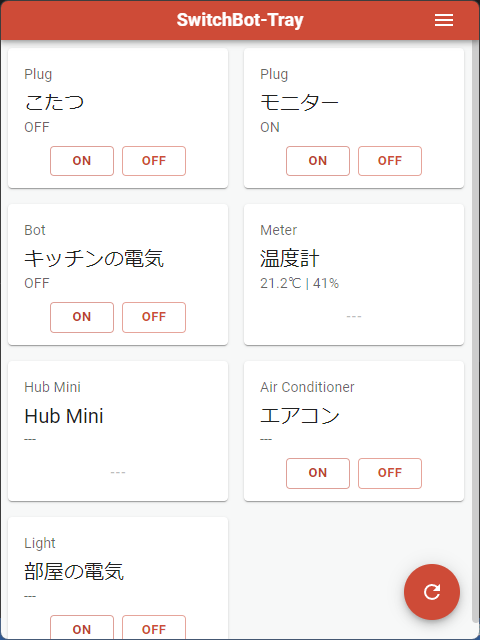 SwitchBot-Tray
Plug
こたつ
OFF
ON OFF
Plug
モニター
ON
ON OFF
Bot
キッチンの電気
OFF
ON OFF
Meter
温度計
21.2℃ | 41%
---
Hub Mini
Hub Mini
---
---
Air Conditioner
エアコン
---
ON OFF
Light
部屋の電気
---
ON OFF